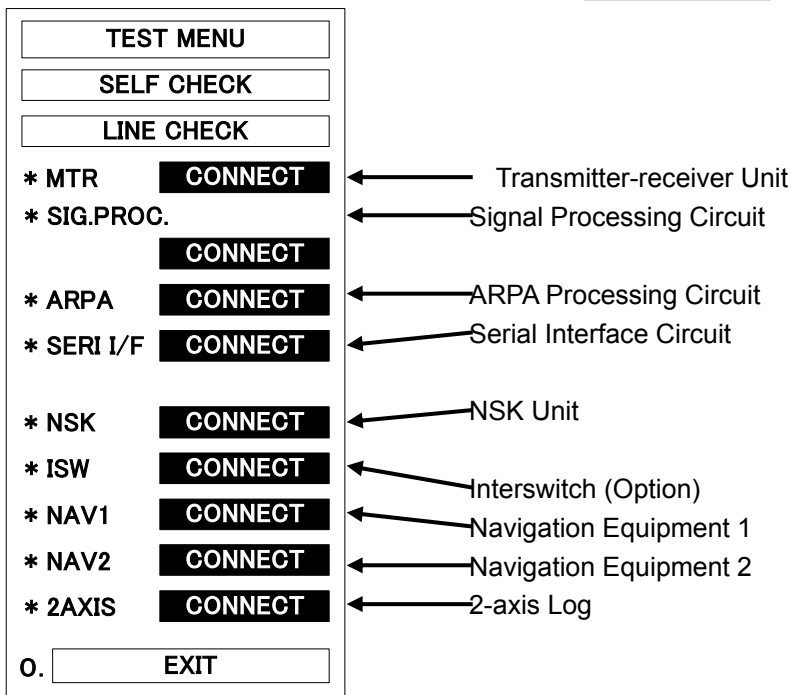 TEST MENU
SELF CHECK
LINE CHECK
* MTR CONNECT Transmitter-receiver Unit
* SIG.PROC. Signal Processing Circuit
CONNECT
* ARPA CONNECT ARPA Processing Circuit
* SERI I/F CONNECT Serial Interface Circuit
* NSK CONNECT NSK Unit
* ISW CONNECT Interswitch (Option)
* NAV1 CONNECT Navigation Equipment 1
* NAV2 CONNECT Navigation Equipment 2
* 2AXIS CONNECT 2-axis Log
0. EXIT